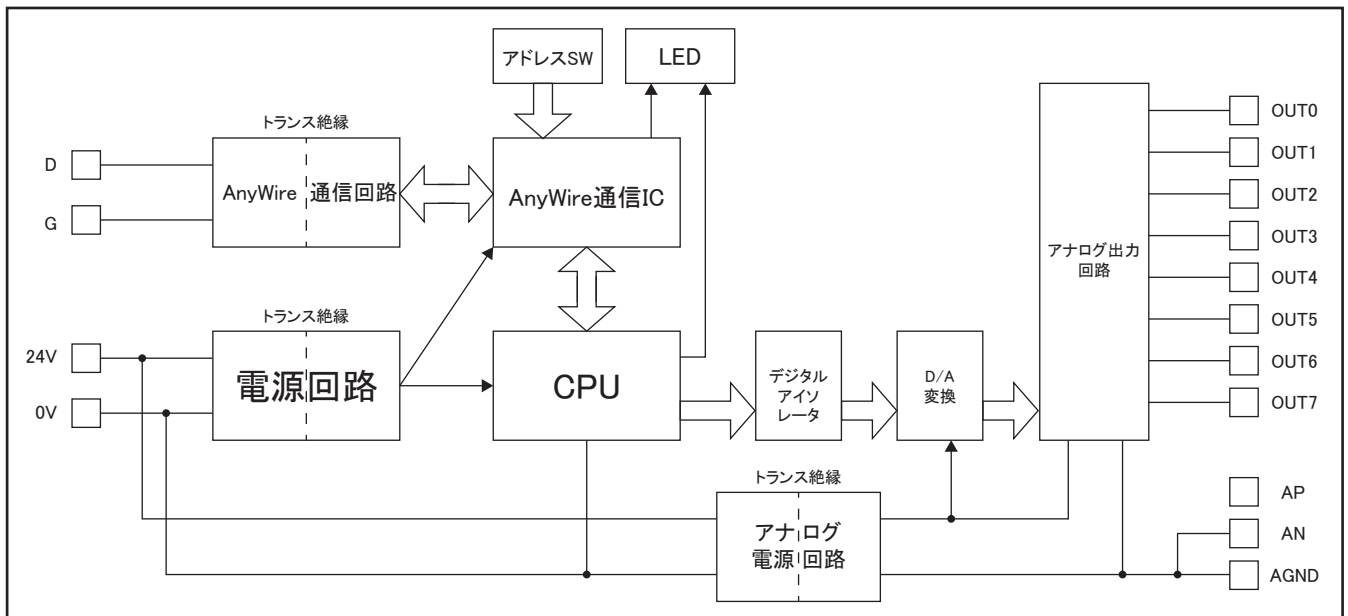 アドレスSW
LED
トランス絶縁
D
G
AnyWire 通信回路
AnyWire通信IC
トランス絶縁
24V
0V
電源回路
CPU
デジタル
アイソ
レータ
D/A
変換
アナログ出力
回路
OUT0
OUT1
OUT2
OUT3
OUT4
OUT5
OUT6
OUT7
トランス絶縁
アナログ
電源回路
AP
AN
AGND